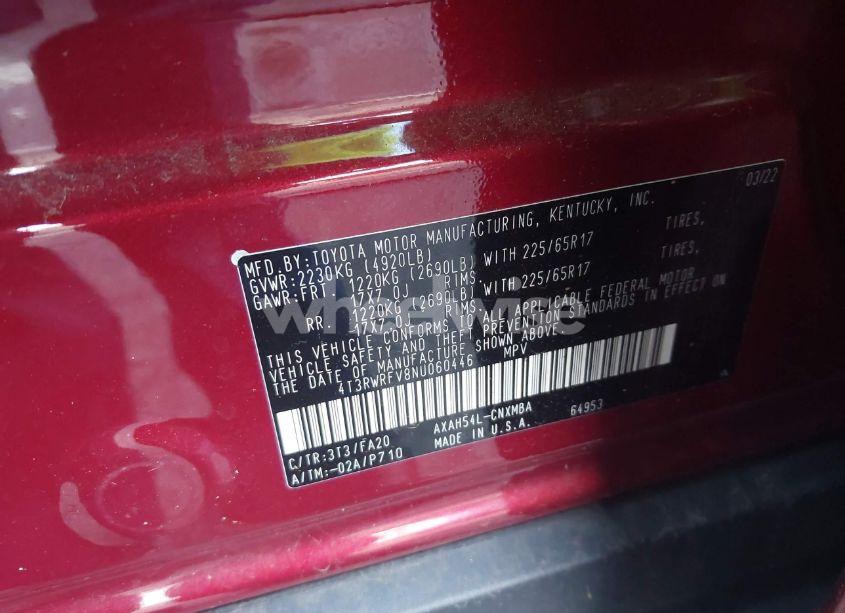 03/22
MFD.BY:TOYOTA MOTOR MANUFACTURING, KENTUCKY, INC.
GVWR:2230KG (4920LB)
GAWR:FRT. 1220KG (2690LB) WITH 225/65R17 TIRES,
17X7.0J RIMS.
RR. 1220KG (2690LB) WITH 225/65R17 TIRES,
17X7.0J RIMS.
THIS VEHICLE CONFORMS TO ALL APPLICABLE FEDERAL MOTOR
VEHICLE SAFETY AND THEFT PREVENTION STANDARDS IN EFFECT ON
THE DATE OF MANUFACTURE SHOWN ABOVE.
4T3RWRFV8NU060446 MPV
C/TR:3T3/FA20 AXAH54L-CNXMBA 64953
A/TM:-02A/P710 MADE IN U.S.A.
wheelwise